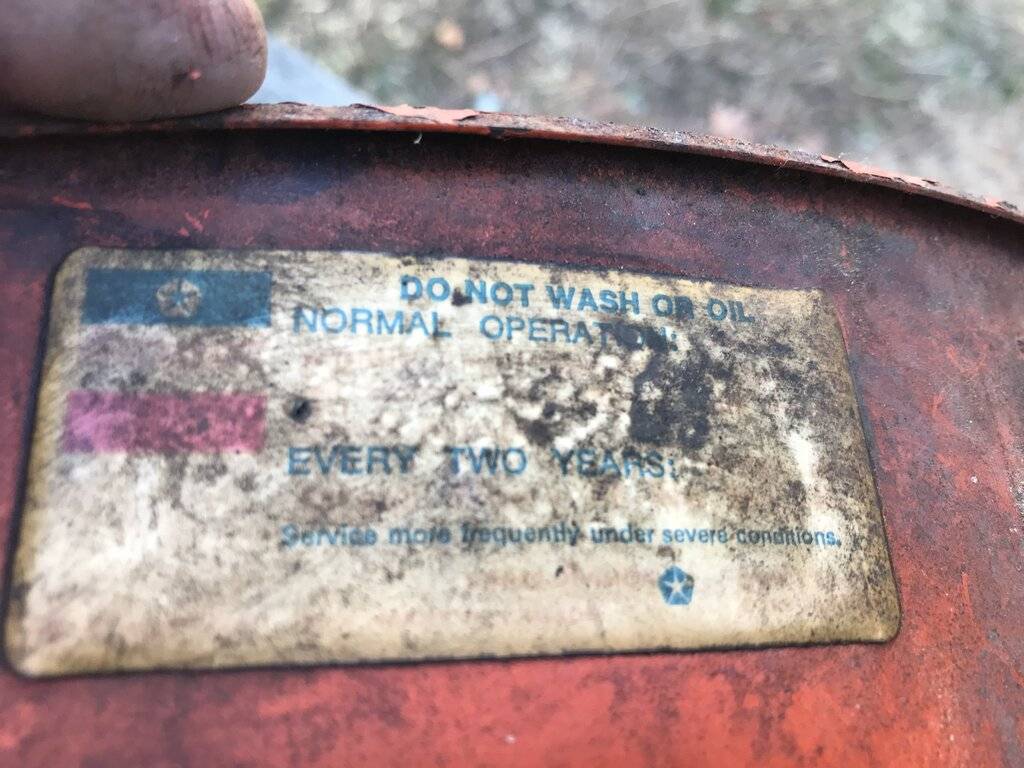 DO NOT WASH OR OIL
NORMAL OPERATION:
EVERY TWO YEARS:
Service more frequently under severe conditions.